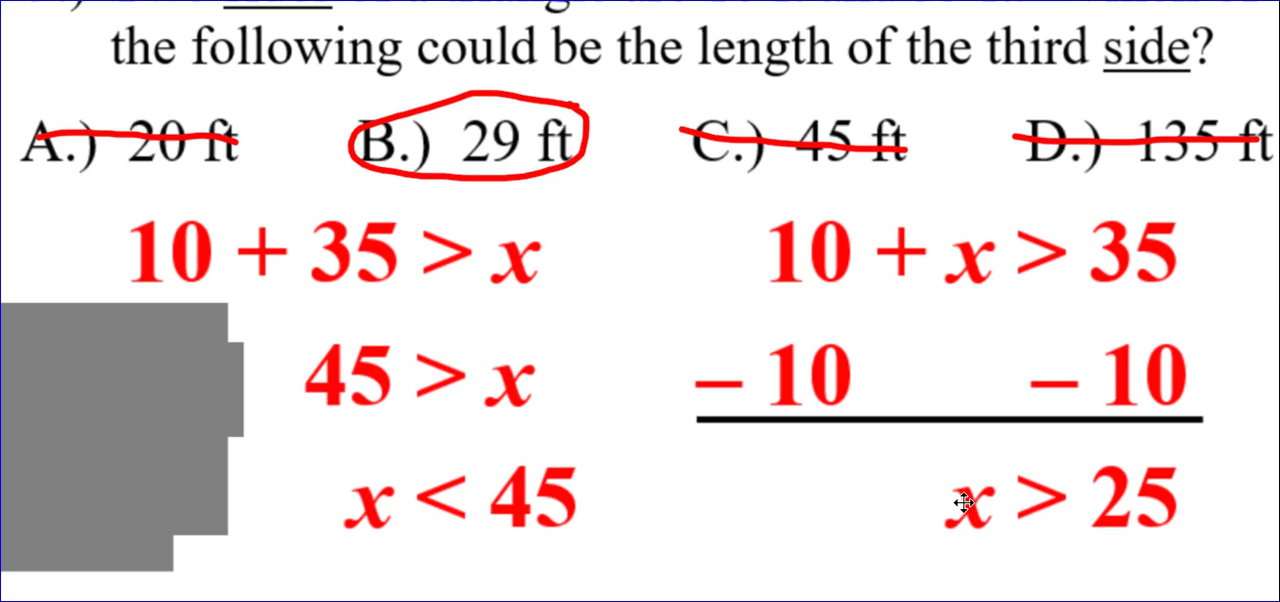 the following could be the length of the third side?
A.) 20 ft B.) 29 ft C.) 45 ft D.) 135 ft
10 + 35 > x 10 + x > 35
45 > x – 10 – 10
x < 45 x > 25